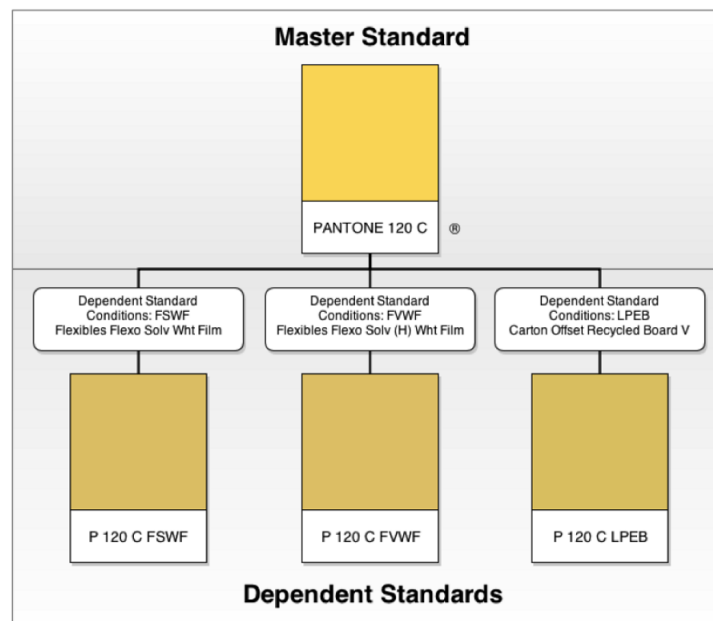 Master Standard
PANTONE 120 C ®
Dependent Standard
Conditions: FSWF
Flexibles Flexo Solv Wht Film
Dependent Standard
Conditions: FVWF
Flexibles Flexo Solv (H) Wht Film
Dependent Standard
Conditions: LPEB
Carton Offset Recycled Board V
P 120 C FSWF
P 120 C FVWF
P 120 C LPEB
Dependent Standards